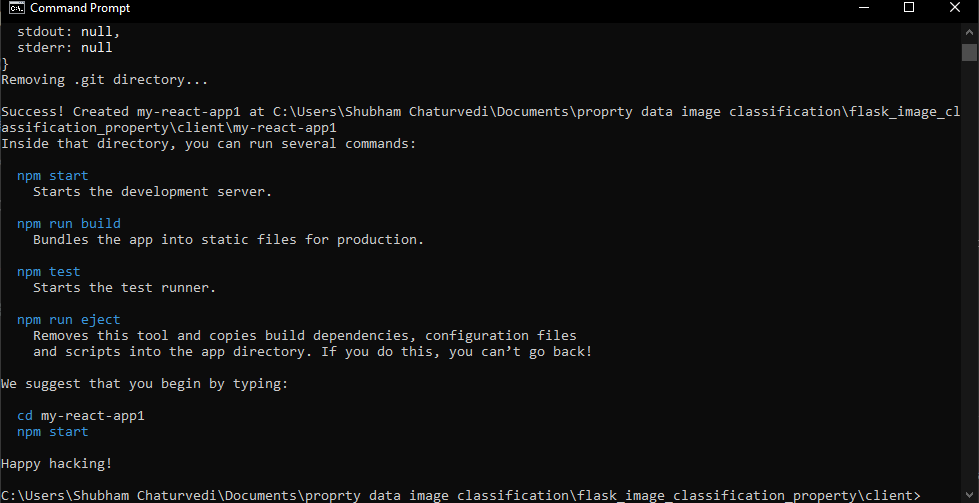 Command Prompt
stdout: null,
stderr: null
}
Removing .git directory...
Success! Created my-react-app1 at C:\Users\Shubham Chaturvedi\Documents\proprty data image classification\flask_image_cl
assification_property\client\my-react-app1
Inside that directory, you can run several commands:
npm start
Starts the development server.
npm run build
Bundles the app into static files for production.
npm test
Starts the test runner.
npm run eject
Removes this tool and copies build dependencies, configuration files
and scripts into the app directory. If you do this, you can’t go back!
We suggest that you begin by typing:
cd my-react-app1
npm start
Happy hacking!
C:\Users\Shubham Chaturvedi\Documents\proprty data image classification\flask_image_classification_property\client>